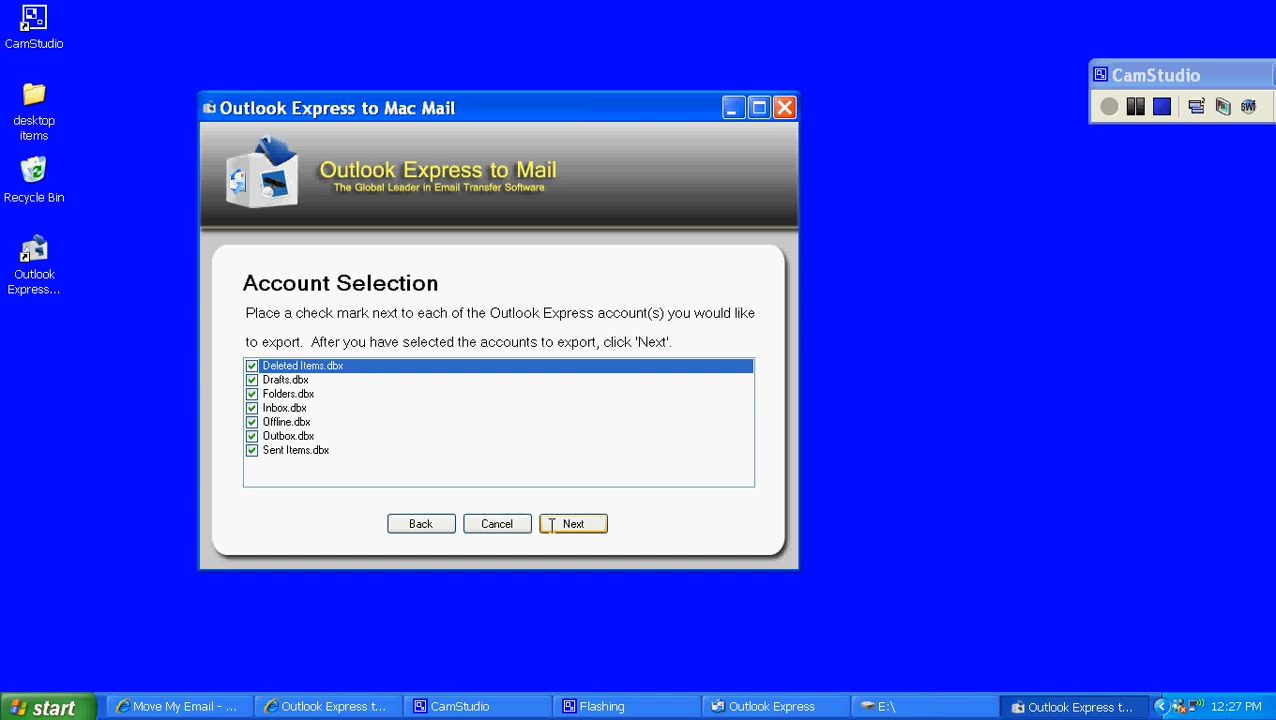 CamStudio
desktop
items
Recycle Bin
Outlook
Express...
CamStudio
Outlook Express to Mac Mail
Outlook Express to Mail
The Global Leader in Email Transfer Software
Account Selection
Place a check mark next to each of the Outlook Express account(s) you would like
to export. After you have selected the accounts to export, click 'Next'.
Deleted Items.dbx
Drafts.dbx
Folders.dbx
Inbox.dbx
Offline.dbx
Outbox.dbx
Sent Items.dbx
Back Cancel Next
start Move My Email - ... Outlook Express t... CamStudio Flashing Outlook Express E:\ Outlook Express t... 12:27 PM